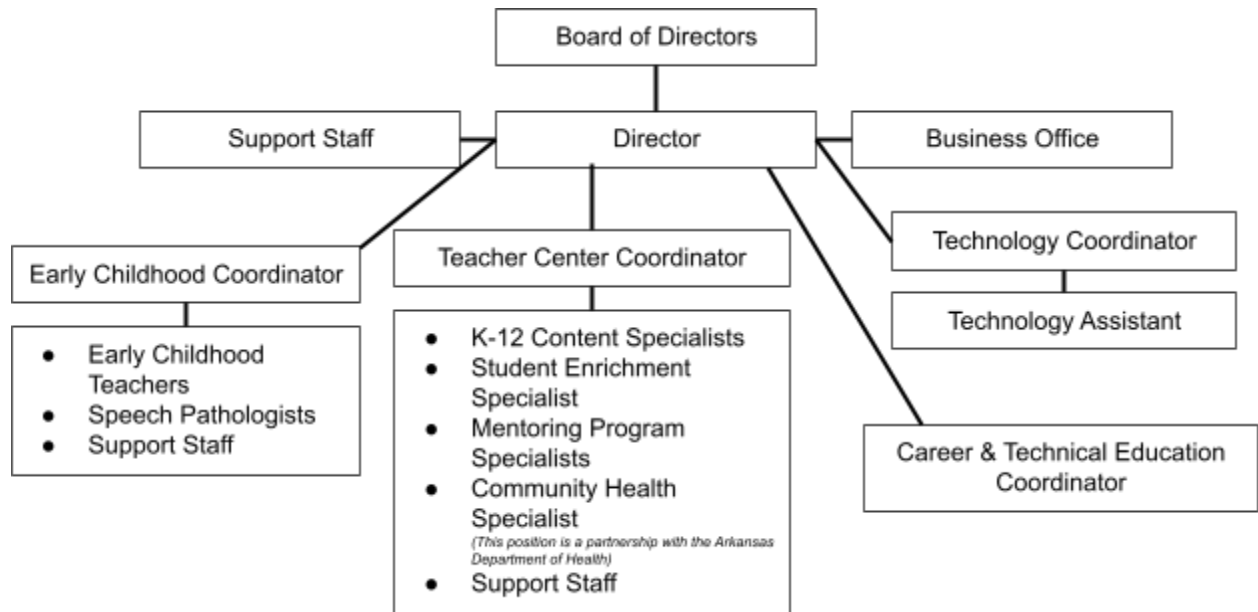 Board of Directors
Support Staff
Director
Business Office
Early Childhood Coordinator
● Early Childhood
Teachers
● Speech Pathologists
● Support Staff
Teacher Center Coordinator
● K-12 Content Specialists
● Student Enrichment
Specialist
● Mentoring Program
Specialists
● Community Health
Specialist
(This position is a partnership with the Arkansas
Department of Health)
● Support Staff
Technology Coordinator
Technology Assistant
Career & Technical Education
Coordinator